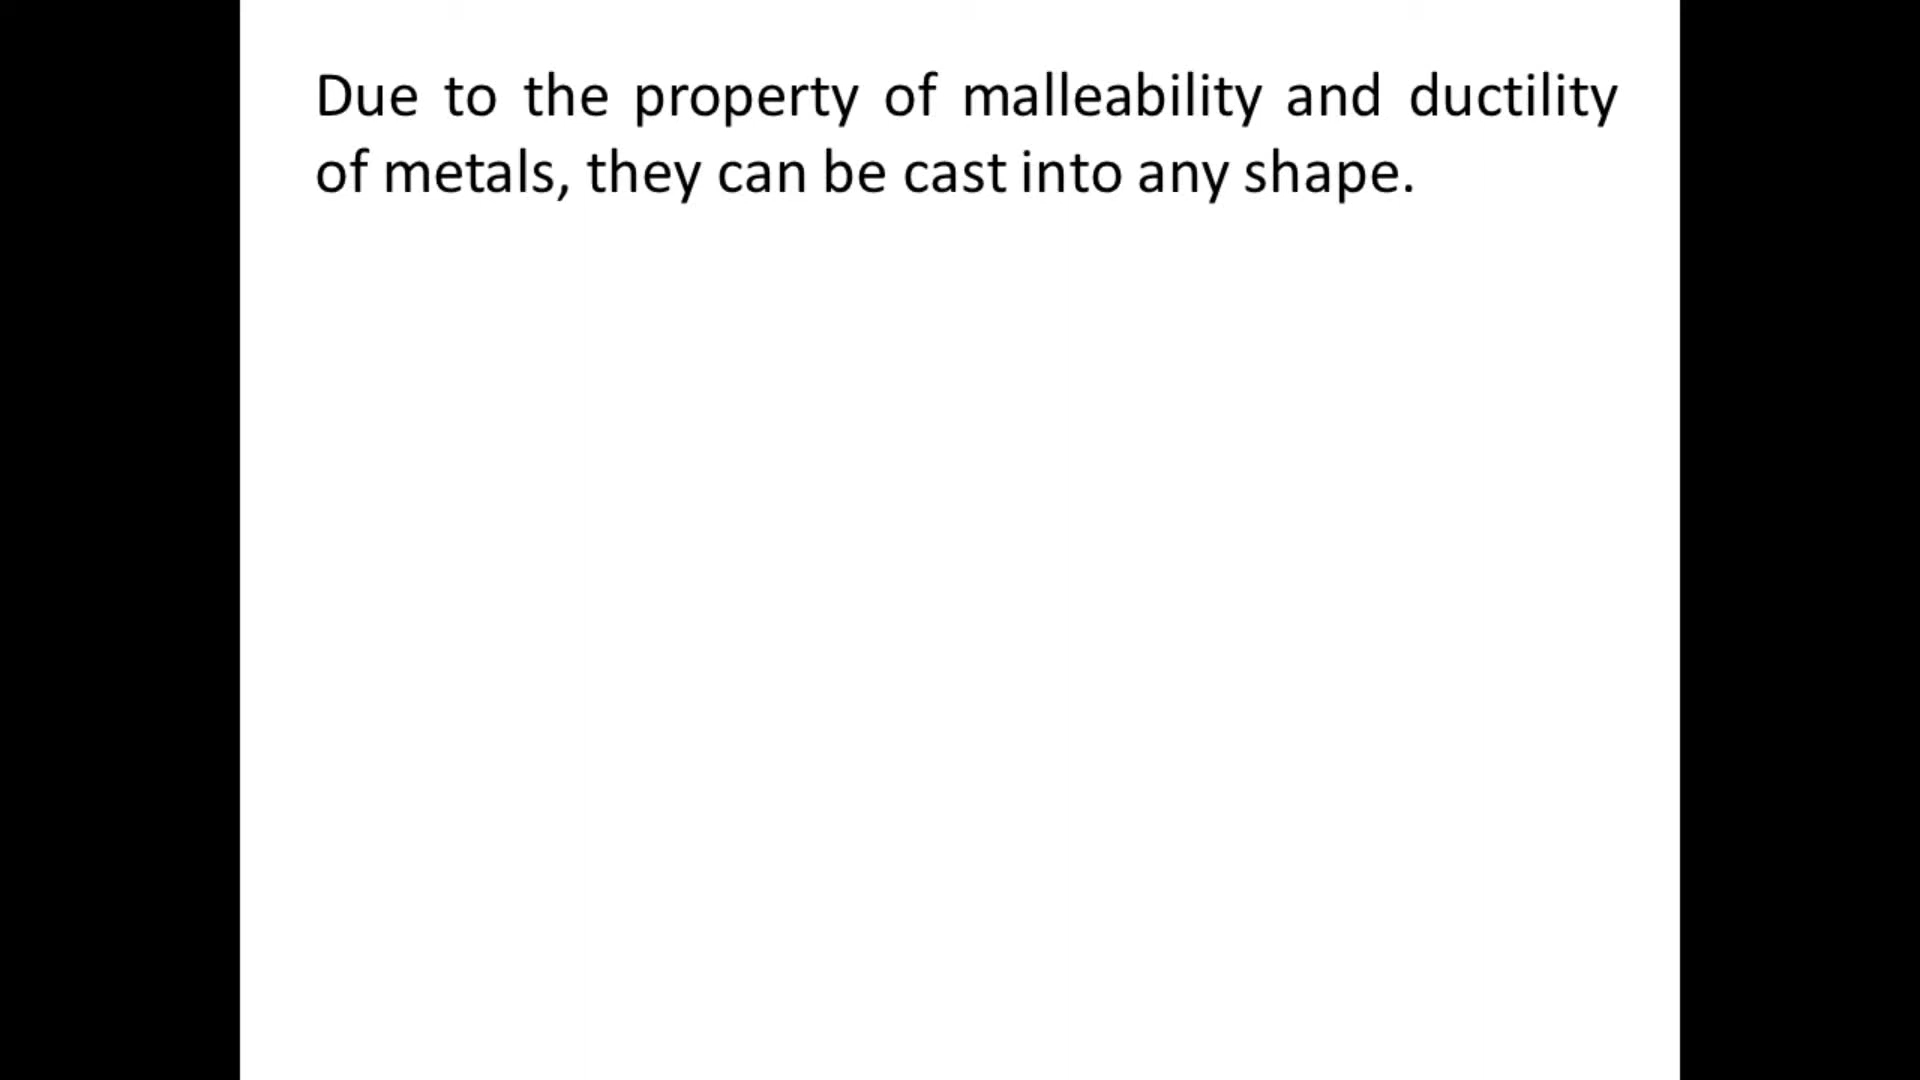 Due to the property of malleability and ductility
of metals, they can be cast into any shape.